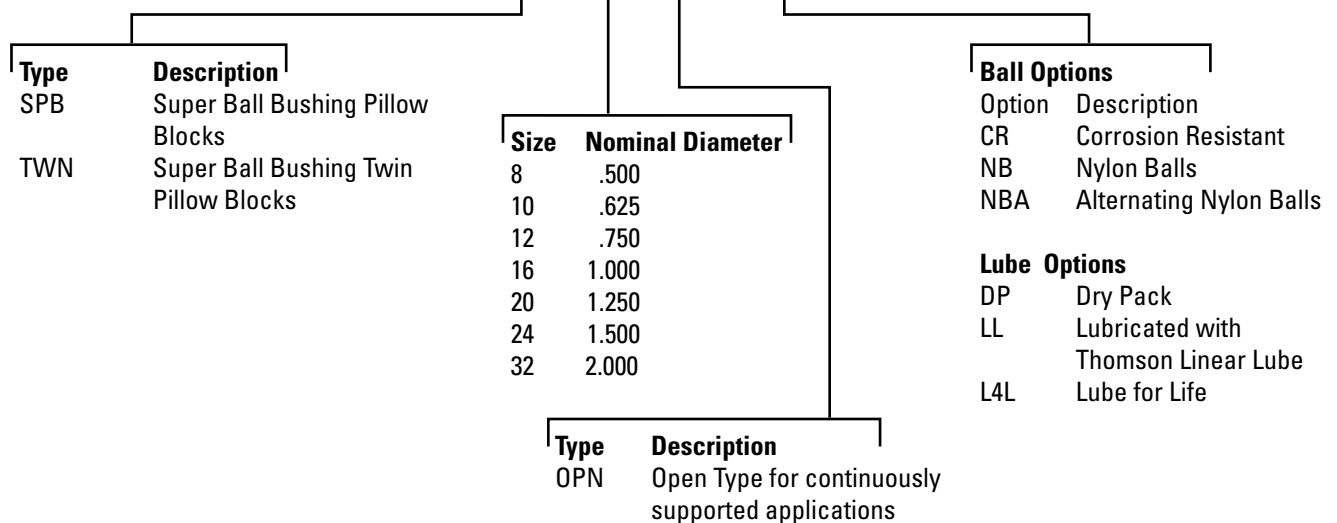 Type Description
SPB Super Ball Bushing Pillow
Blocks
TWN Super Ball Bushing Twin
Pillow Blocks
Size Nominal Diameter
8 .500
10 .625
12 .750
16 1.000
20 1.250
24 1.500
32 2.000
Type Description
OPN Open Type for continuously
supported applications
Ball Options
Option Description
CR Corrosion Resistant
NB Nylon Balls
NBA Alternating Nylon Balls
Lube Options
DP Dry Pack
LL Lubricated with
Thomson Linear Lube
L4L Lube for Life